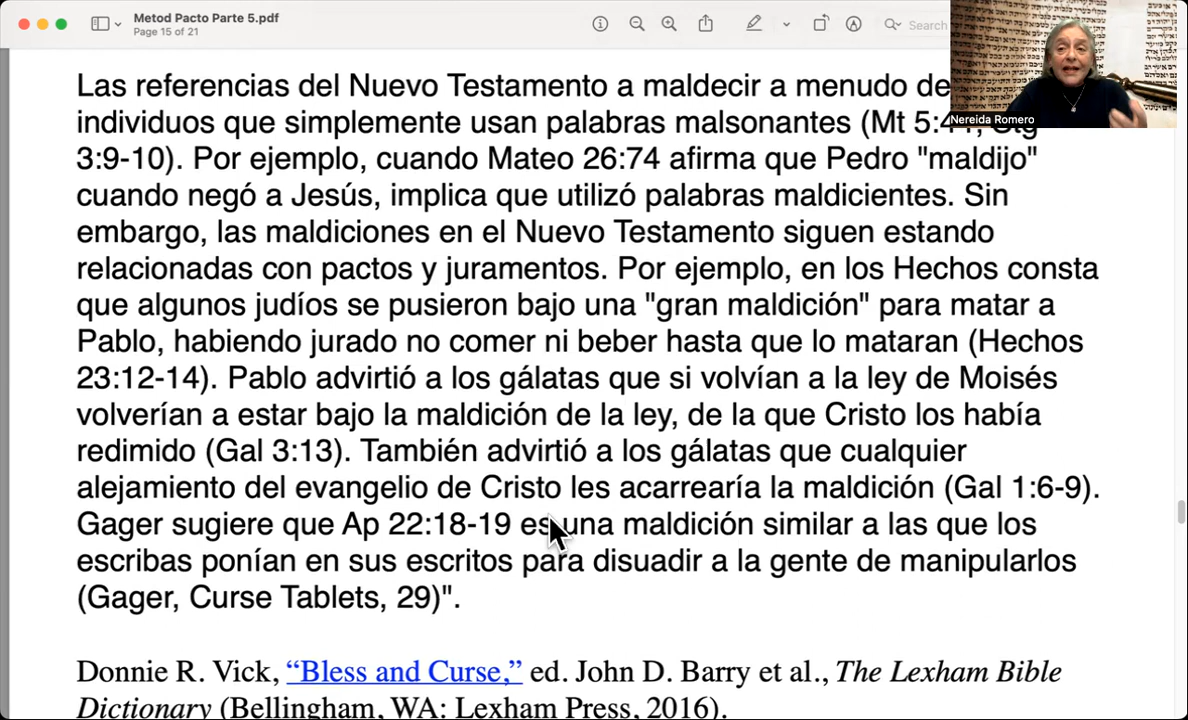 Metod Pacto Parte 5.pdf
Page 15 of 21
Search
Nereida Romero
Las referencias del Nuevo Testamento a maldecir a menudo de
individuos que simplemente usan palabras malsonantes (Mt 5:44; Stg
3:9-10). Por ejemplo, cuando Mateo 26:74 afirma que Pedro "maldijo"
cuando negó a Jesús, implica que utilizó palabras maldicientes. Sin
embargo, las maldiciones en el Nuevo Testamento siguen estando
relacionadas con pactos y juramentos. Por ejemplo, en los Hechos consta
que algunos judíos se pusieron bajo una "gran maldición" para matar a
Pablo, habiendo jurado no comer ni beber hasta que lo mataran (Hechos
23:12-14). Pablo advirtió a los gálatas que si volvían a la ley de Moisés
volverían a estar bajo la maldición de la ley, de la que Cristo los había
redimido (Gal 3:13). También advirtió a los gálatas que cualquier
alejamiento del evangelio de Cristo les acarrearía la maldición (Gal 1:6-9).
Gager sugiere que Ap 22:18-19 es una maldición similar a las que los
escribas ponían en sus escritos para disuadir a la gente de manipularlos
(Gager, Curse Tablets, 29)".
Donnie R. Vick, “Bless and Curse,” ed. John D. Barry et al., The Lexham Bible
Dictionary (Bellingham, WA: Lexham Press, 2016).